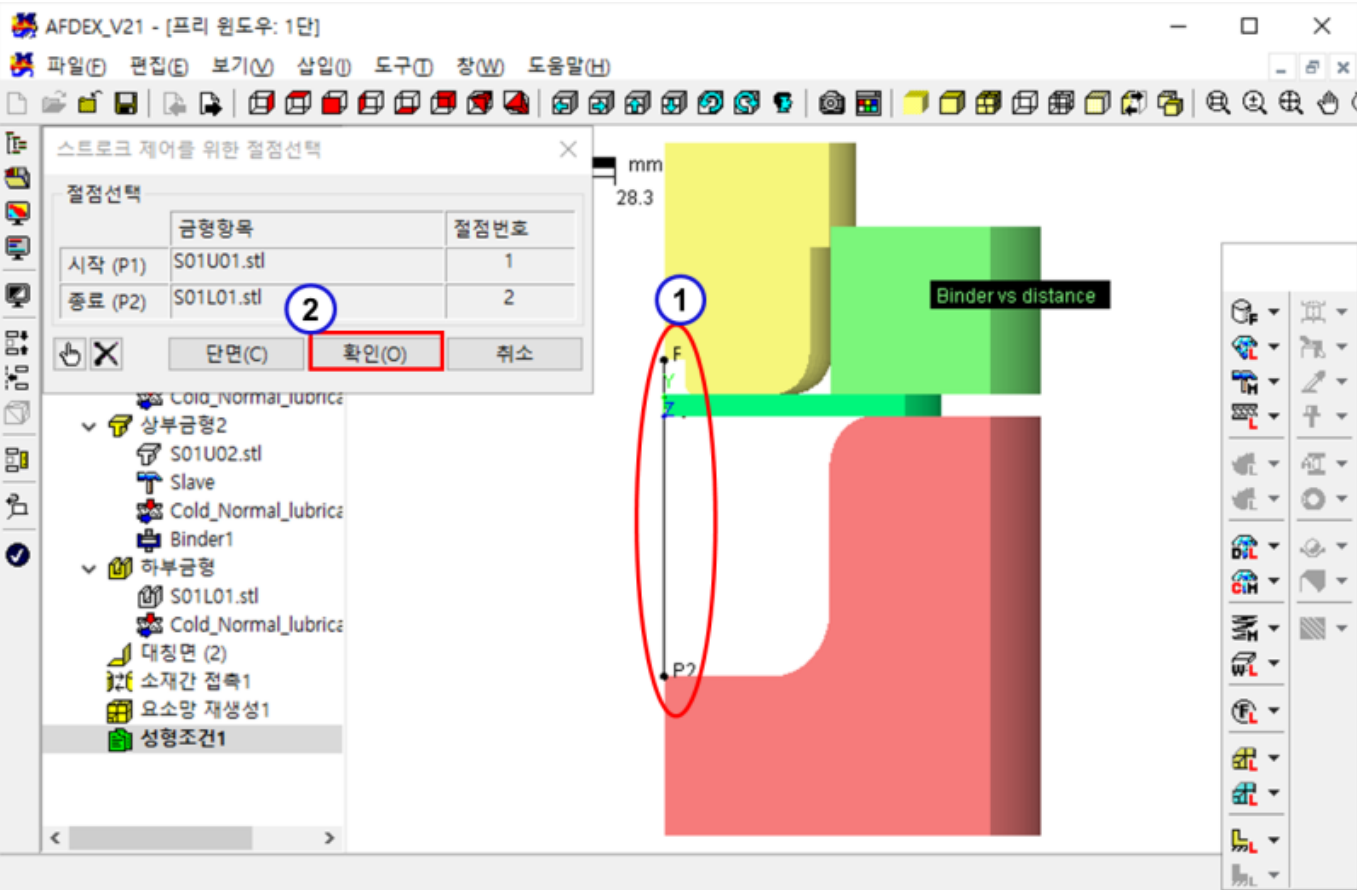 AFDEX_V21 - [프리 윈도우: 1단]
파일(F) 편집(E) 보기(V) 삽입(I) 도구(T) 창(W) 도움말(H)
스트로크 제어를 위한 절점선택
절점선택
금형항목 절점번호
시작 (P1) S01U01.stl 1
종료 (P2) S01L01.stl 2
2
단면(C) 확인(O) 취소
mm
28.3
Binder vs distance
1
Y
Z
P2
Cold_Normal_lubrica
상부금형2
S01U02.stl
Slave
Cold_Normal_lubrica
Binder1
하부금형
S01L01.stl
Cold_Normal_lubrica
대칭면 (2)
소재간 접촉1
요소망 재생성1
성형조건1